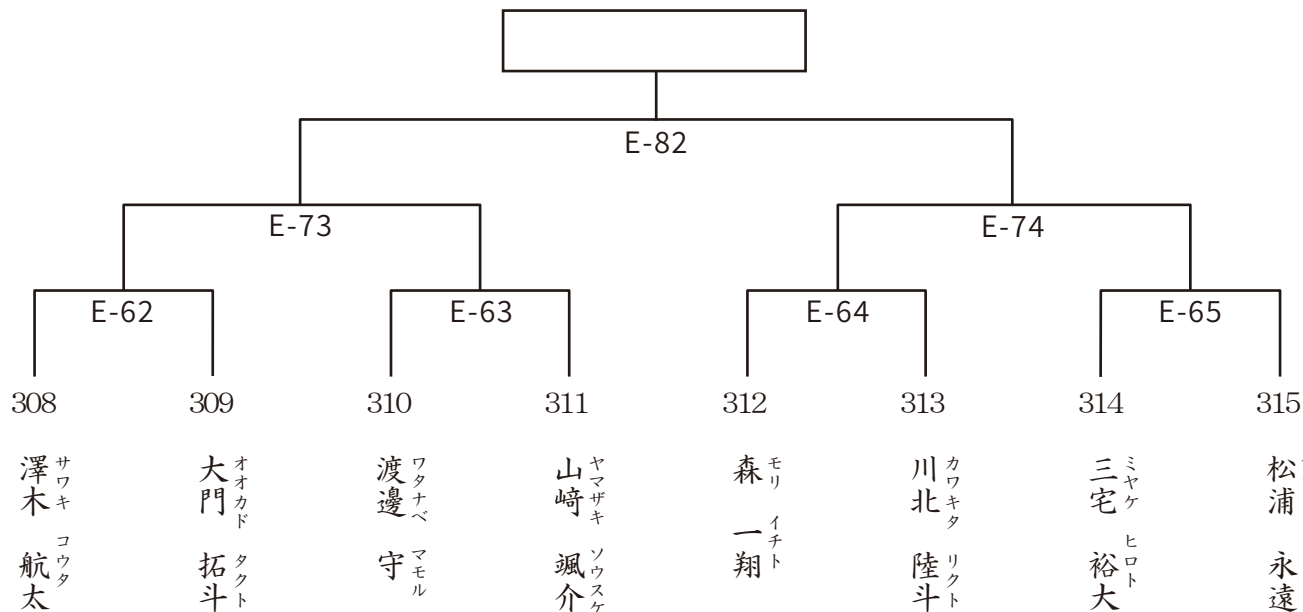 E-82
E-73
E-74
E-62
E-63
E-64
E-65
308
309
310
311
312
313
314
315
澤木 航太
サワキ コウタ
大門 拓斗
オオカド タクト
渡邊 守
ワタナベ マモル
山﨑 颯介
ヤマザキ ソウスケ
森 一翔
モリ イチト
川北 陸斗
カワキタ リクト
三宅 裕大
ミヤケ ヒロト
松浦 永遠